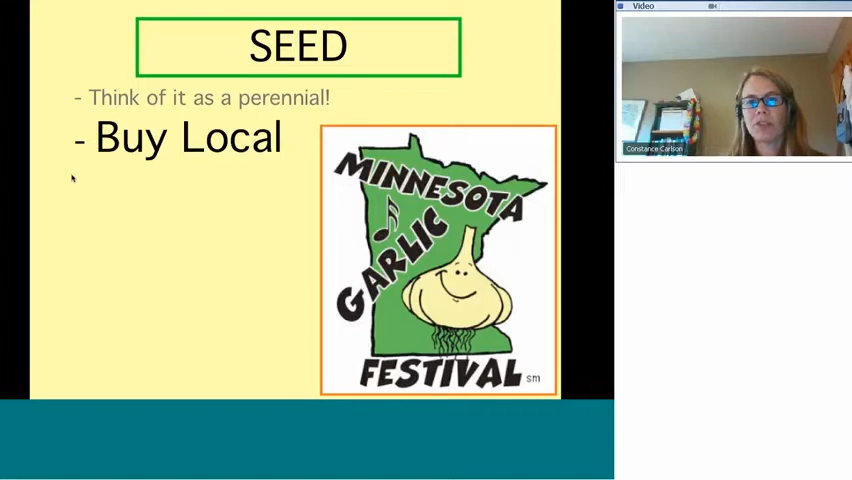 SEED
- Think of it as a perennial!
- Buy Local
MINNESOTA
GARLIC
FESTIVAL sm
Video
Constance Carlson